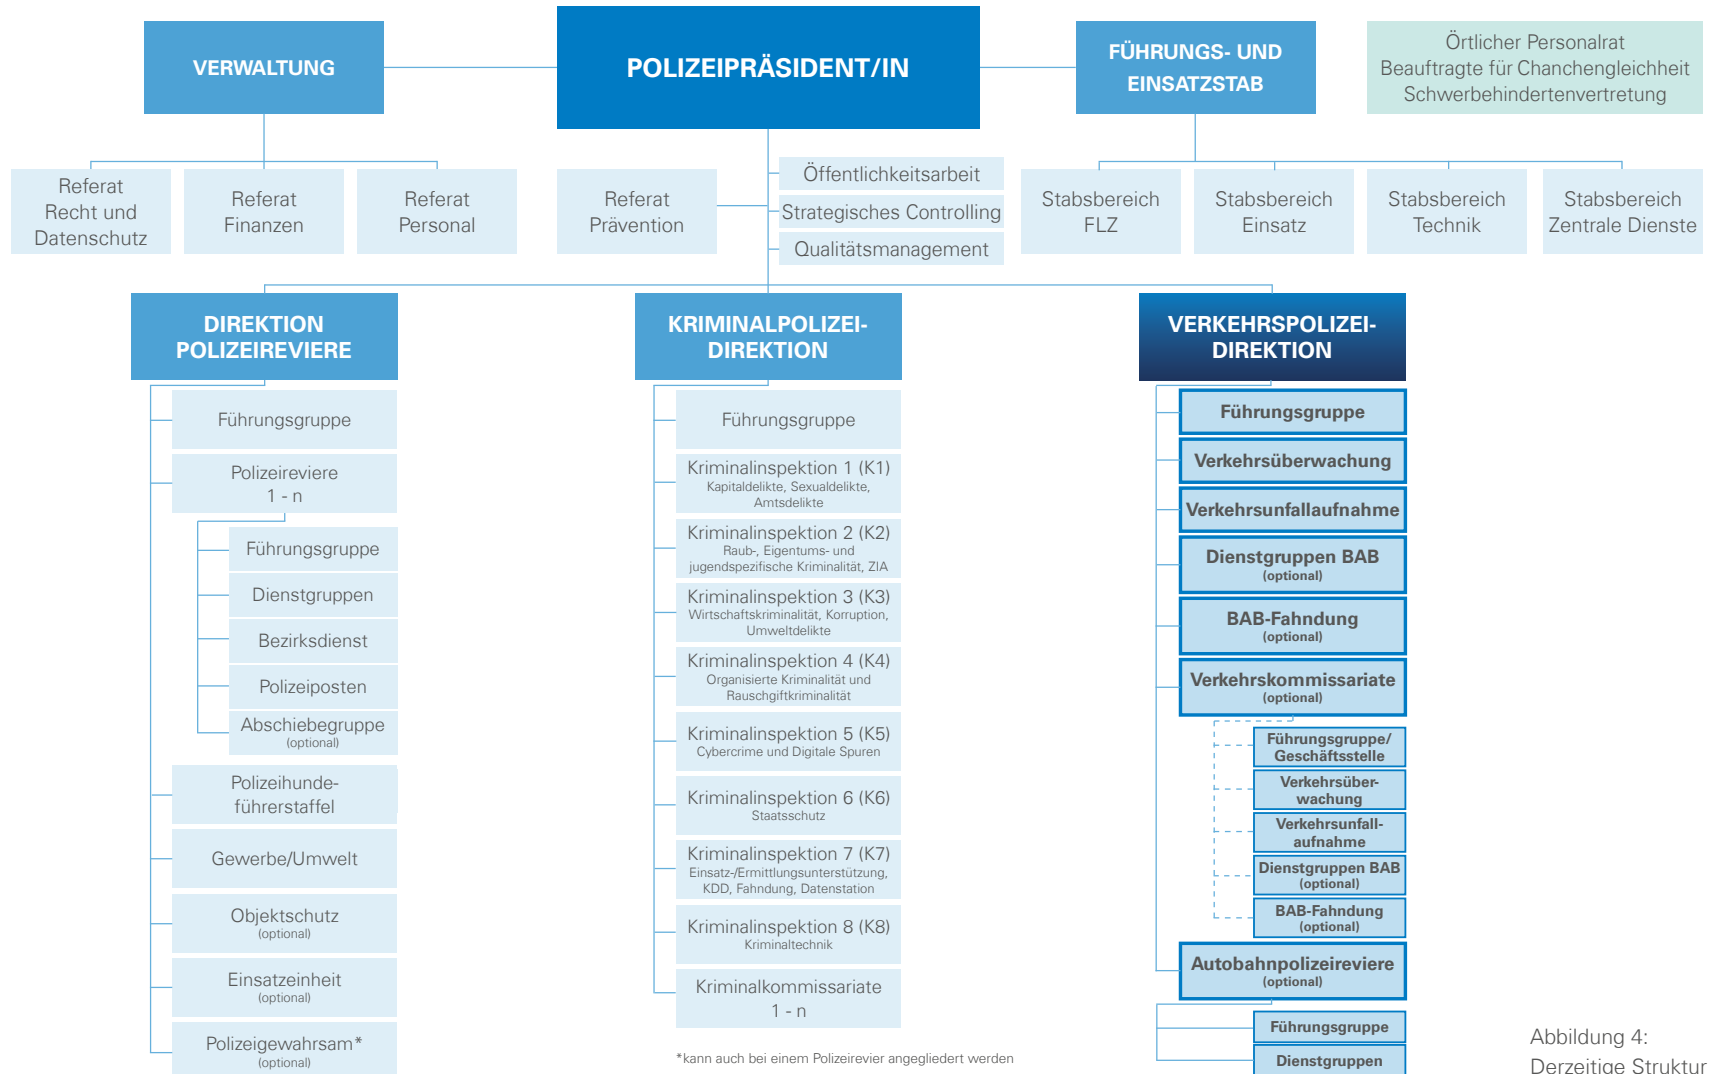 VERWALTUNG
POLIZEIPRÄSIDENT/IN
FÜHRUNGS- UND
EINSATZSTAB
Örtlicher Personalrat
Beauftragte für Chanchengleichheit
Schwerbehindertenvertretung
Referat
Recht und
Datenschutz
Referat
Finanzen
Referat
Personal
Referat
Prävention
Öffentlichkeitsarbeit
Strategisches Controlling
Qualitätsmanagement
Stabsbereich
FLZ
Stabsbereich
Einsatz
Stabsbereich
Technik
Stabsbereich
Zentrale Dienste
DIREKTION
POLIZEIREVIERE
Führungsgruppe
Polizeireviere
1 - n
Führungsgruppe
Dienstgruppen
Bezirksdienst
Polizeiposten
Abschiebegruppe
(optional)
Polizeihunde-
führerstaffel
Gewerbe/Umwelt
Objektschutz
(optional)
Einsatzeinheit
(optional)
Polizeigewahrsam*
(optional)
KRIMINALPOLIZEI-
DIREKTION
Führungsgruppe
Kriminalinspektion 1 (K1)
Kapitaldelikte, Sexualdelikte,
Amtsdelikte
Kriminalinspektion 2 (K2)
Raub-, Eigentums- und
jugendspezifische Kriminalität, ZIA
Kriminalinspektion 3 (K3)
Wirtschaftskriminalität, Korruption,
Umweltdelikte
Kriminalinspektion 4 (K4)
Organisierte Kriminalität und
Rauschgiftkriminalität
Kriminalinspektion 5 (K5)
Cybercrime und Digitale Spuren
Kriminalinspektion 6 (K6)
Staatsschutz
Kriminalinspektion 7 (K7)
Einsatz-/Ermittlungsunterstützung,
KDD, Fahndung, Datenstation
Kriminalinspektion 8 (K8)
Kriminaltechnik
Kriminalkommissariate
1 - n
*kann auch bei einem Polizeirevier angegliedert werden
VERKEHRSPOLIZEI-
DIREKTION
Führungsgruppe
Verkehrsüberwachung
Verkehrsunfallaufnahme
Dienstgruppen BAB
(optional)
BAB-Fahndung
(optional)
Verkehrskommissariate
(optional)
Führungsgruppe/
Geschäftsstelle
Verkehrsüber-
wachung
Verkehrsunfall-
aufnahme
Dienstgruppen BAB
(optional)
BAB-Fahndung
(optional)
Autobahnpolizeireviere
(optional)
Führungsgruppe
Dienstgruppen
Abbildung 4:
Derzeitige Struktur